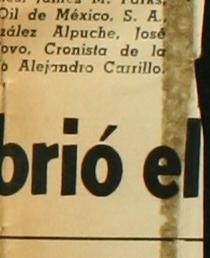 Oil de México, S. A.,
zález Alpuche, José
ovo, Cronista de la
o Alejandro Carrillo.
brió el